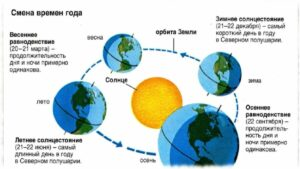 Смена времен года
Весеннее
равноденствие
(20–21 марта) –
продолжительность
дня и ночи примерно
одинакова.
весна
орбита Земли
Зимнее солнцестояние
(21–22 декабря) – самый
короткий день в году
в Северном полушарии.
Солнце
лето
зима
Летнее солнцестояние
(21–22 июня) – самый
длинный день в году
в Северном полушарии.
осень
Осеннее
равноденствие
(22 сентября) –
продолжитель-
ность дня и
ночи примерно
одинакова.